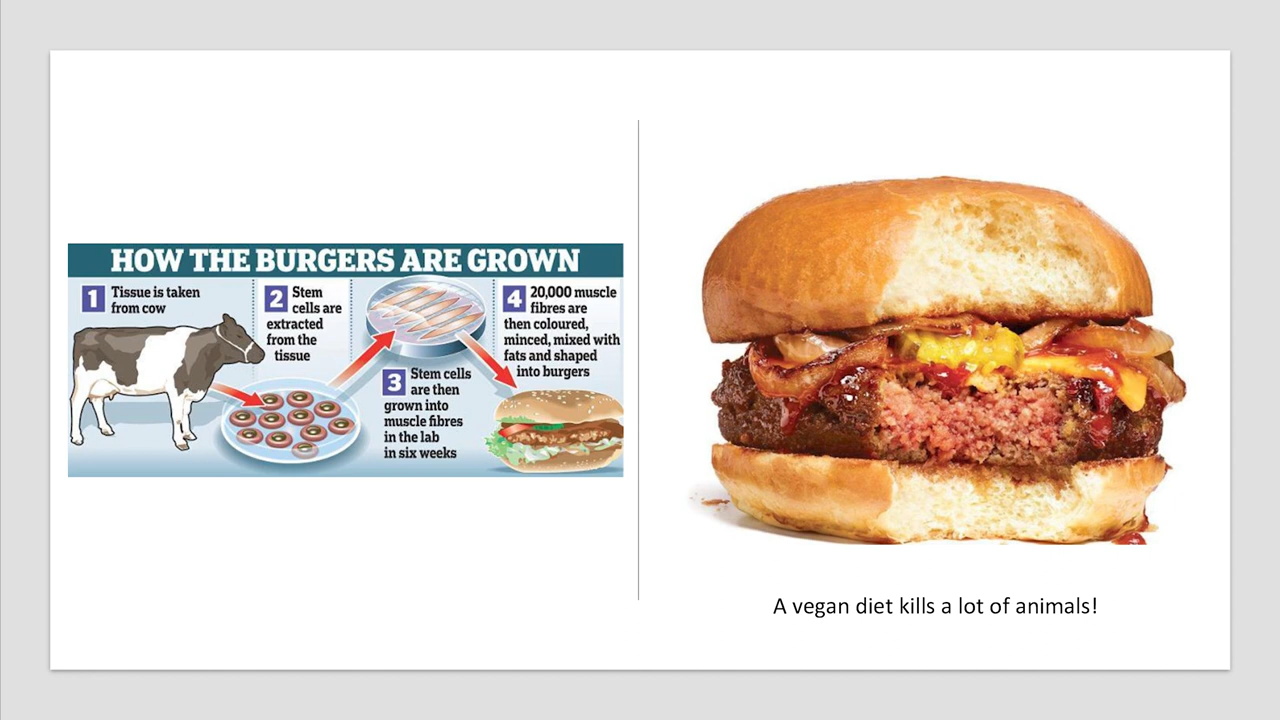 HOW THE BURGERS ARE GROWN
1 Tissue is taken
from cow
2 Stem
cells are
extracted
from the
tissue
3 Stem cells
are then
grown into
muscle fibres
in the lab
in six weeks
4 20,000 muscle
fibres are
then coloured,
minced, mixed with
fats and shaped
into burgers
A vegan diet kills a lot of animals!